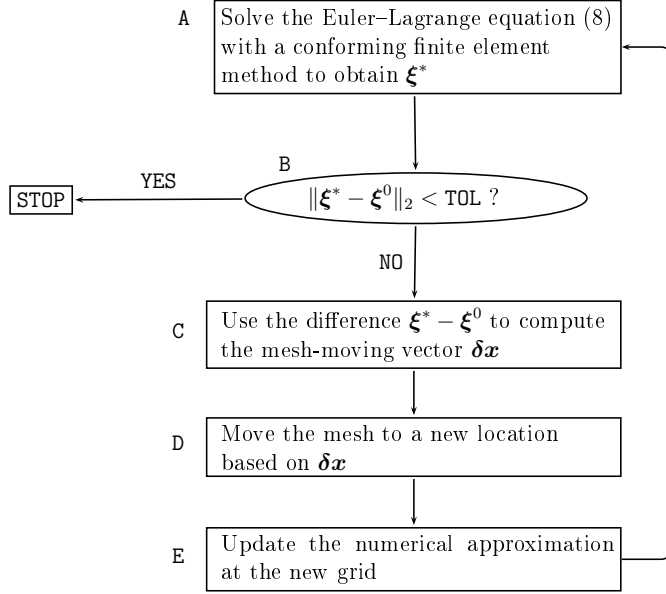 A
Solve the Euler–Lagrange equation (8)
with a conforming finite element
method to obtain ξ*
B
YES
STOP
‖ξ* − ξ⁰‖₂ < TOL ?
NO
C
Use the difference ξ* − ξ⁰ to compute
the mesh-moving vector δx
D
Move the mesh to a new location
based on δx
E
Update the numerical approximation
at the new grid